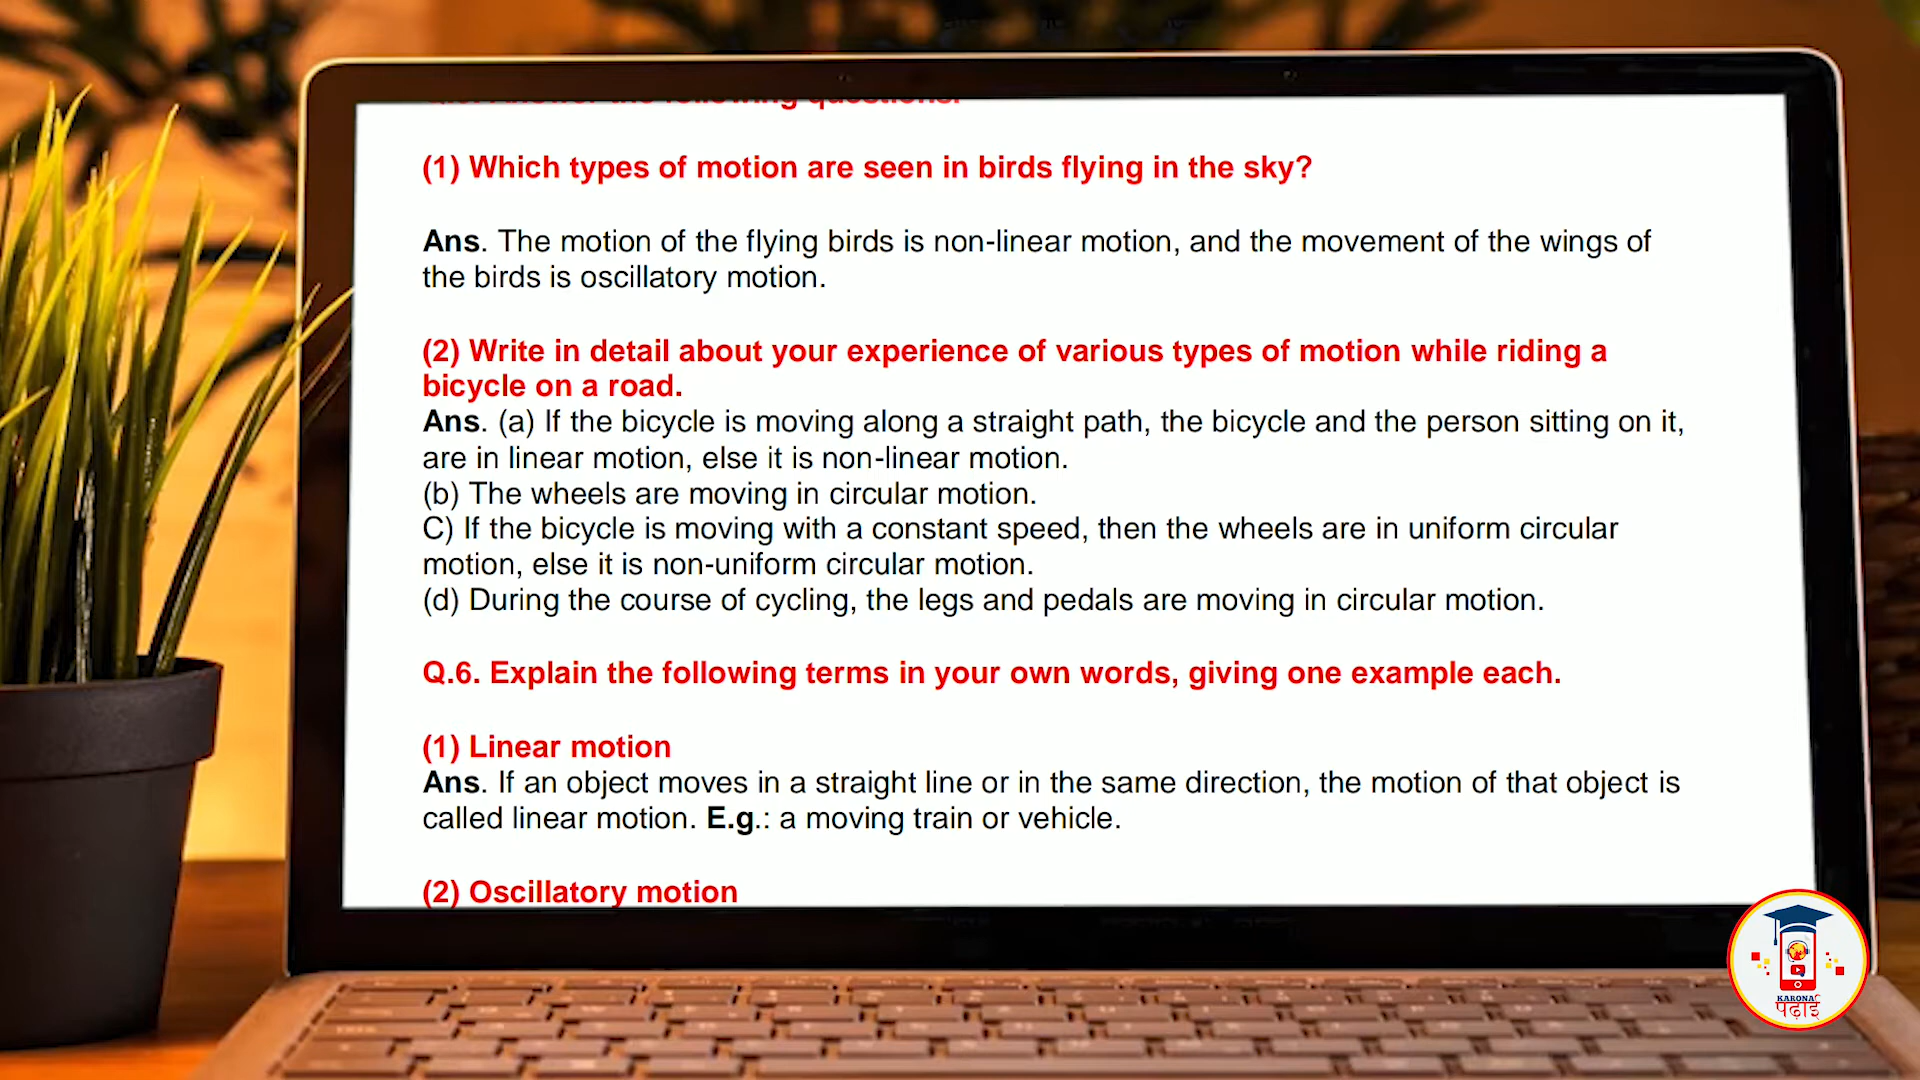 Answer the following questions.
(1) Which types of motion are seen in birds flying in the sky?
Ans. The motion of the flying birds is non-linear motion, and the movement of the wings of
the birds is oscillatory motion.
(2) Write in detail about your experience of various types of motion while riding a
bicycle on a road.
Ans. (a) If the bicycle is moving along a straight path, the bicycle and the person sitting on it,
are in linear motion, else it is non-linear motion.
(b) The wheels are moving in circular motion.
C) If the bicycle is moving with a constant speed, then the wheels are in uniform circular
motion, else it is non-uniform circular motion.
(d) During the course of cycling, the legs and pedals are moving in circular motion.
Q.6. Explain the following terms in your own words, giving one example each.
(1) Linear motion
Ans. If an object moves in a straight line or in the same direction, the motion of that object is
called linear motion. E.g.: a moving train or vehicle.
(2) Oscillatory motion
KARONA
पढ़ाई